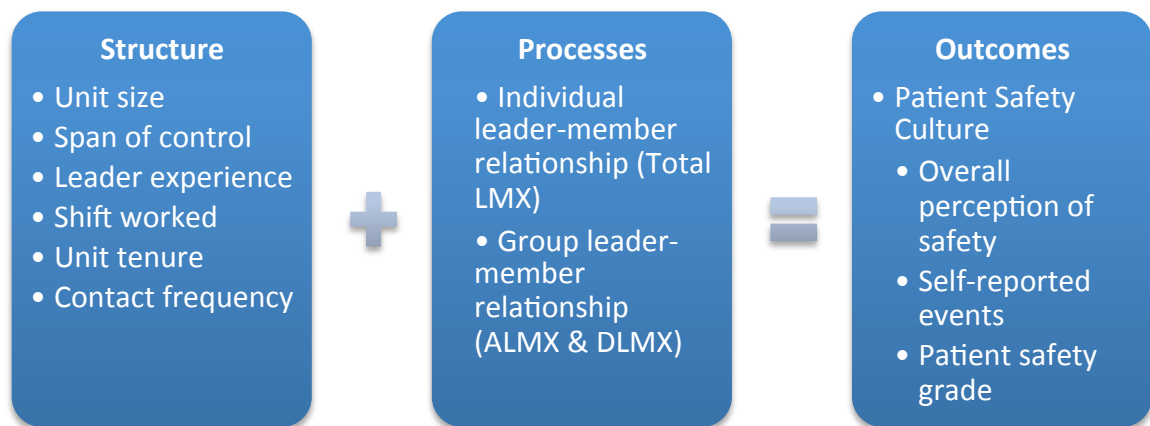 Structure
• Unit size
• Span of control
• Leader experience
• Shift worked
• Unit tenure
• Contact frequency
+
Processes
• Individual
leader-member
relationship (Total
LMX)
• Group leader-
member
relationship
(ALMX & DLMX)
=
Outcomes
• Patient Safety
Culture
• Overall
perception of
safety
• Self-reported
events
• Patient safety
grade